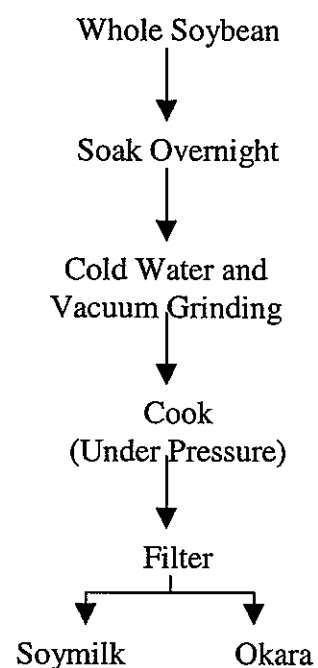 Whole Soybean
Soak Overnight
Cold Water and
Vacuum Grinding
Cook
(Under Pressure)
Filter
Soymilk Okara